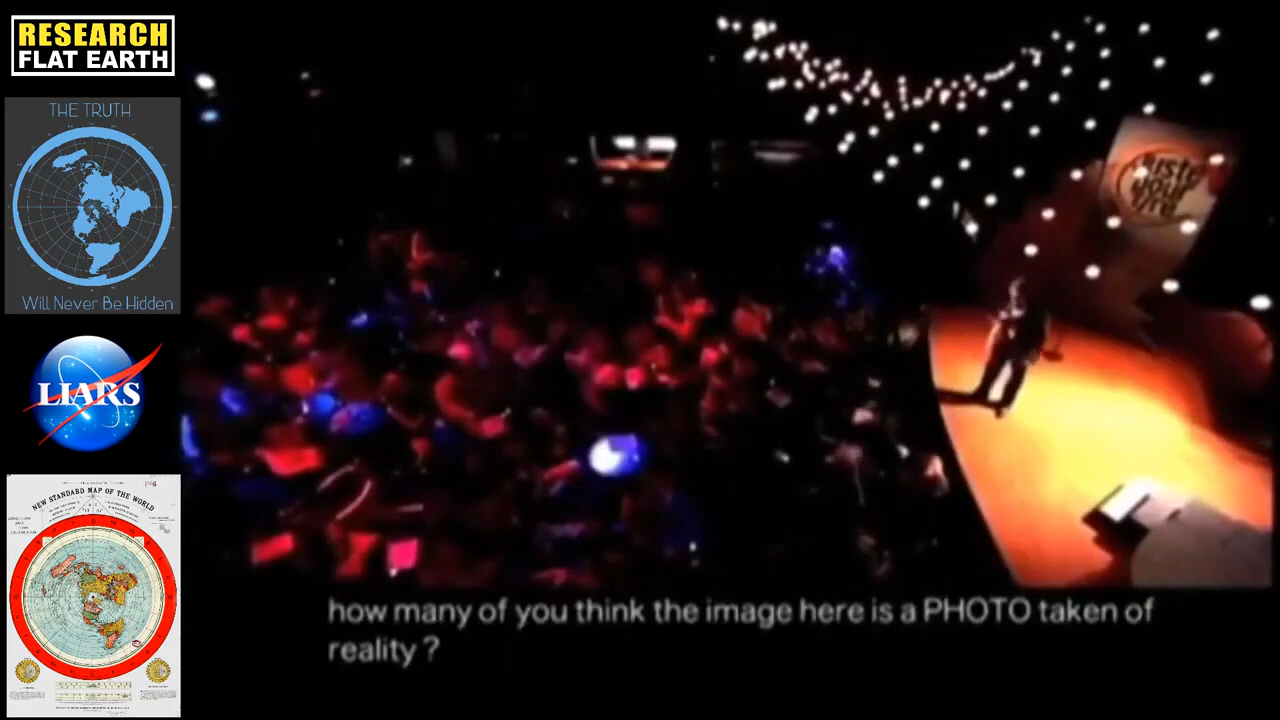 RESEARCH
FLAT EARTH
THE TRUTH
Will Never Be Hidden
LIARS
NEW STANDARD MAP OF THE WORLD
your
how many of you think the image here is a PHOTO taken of
reality ?